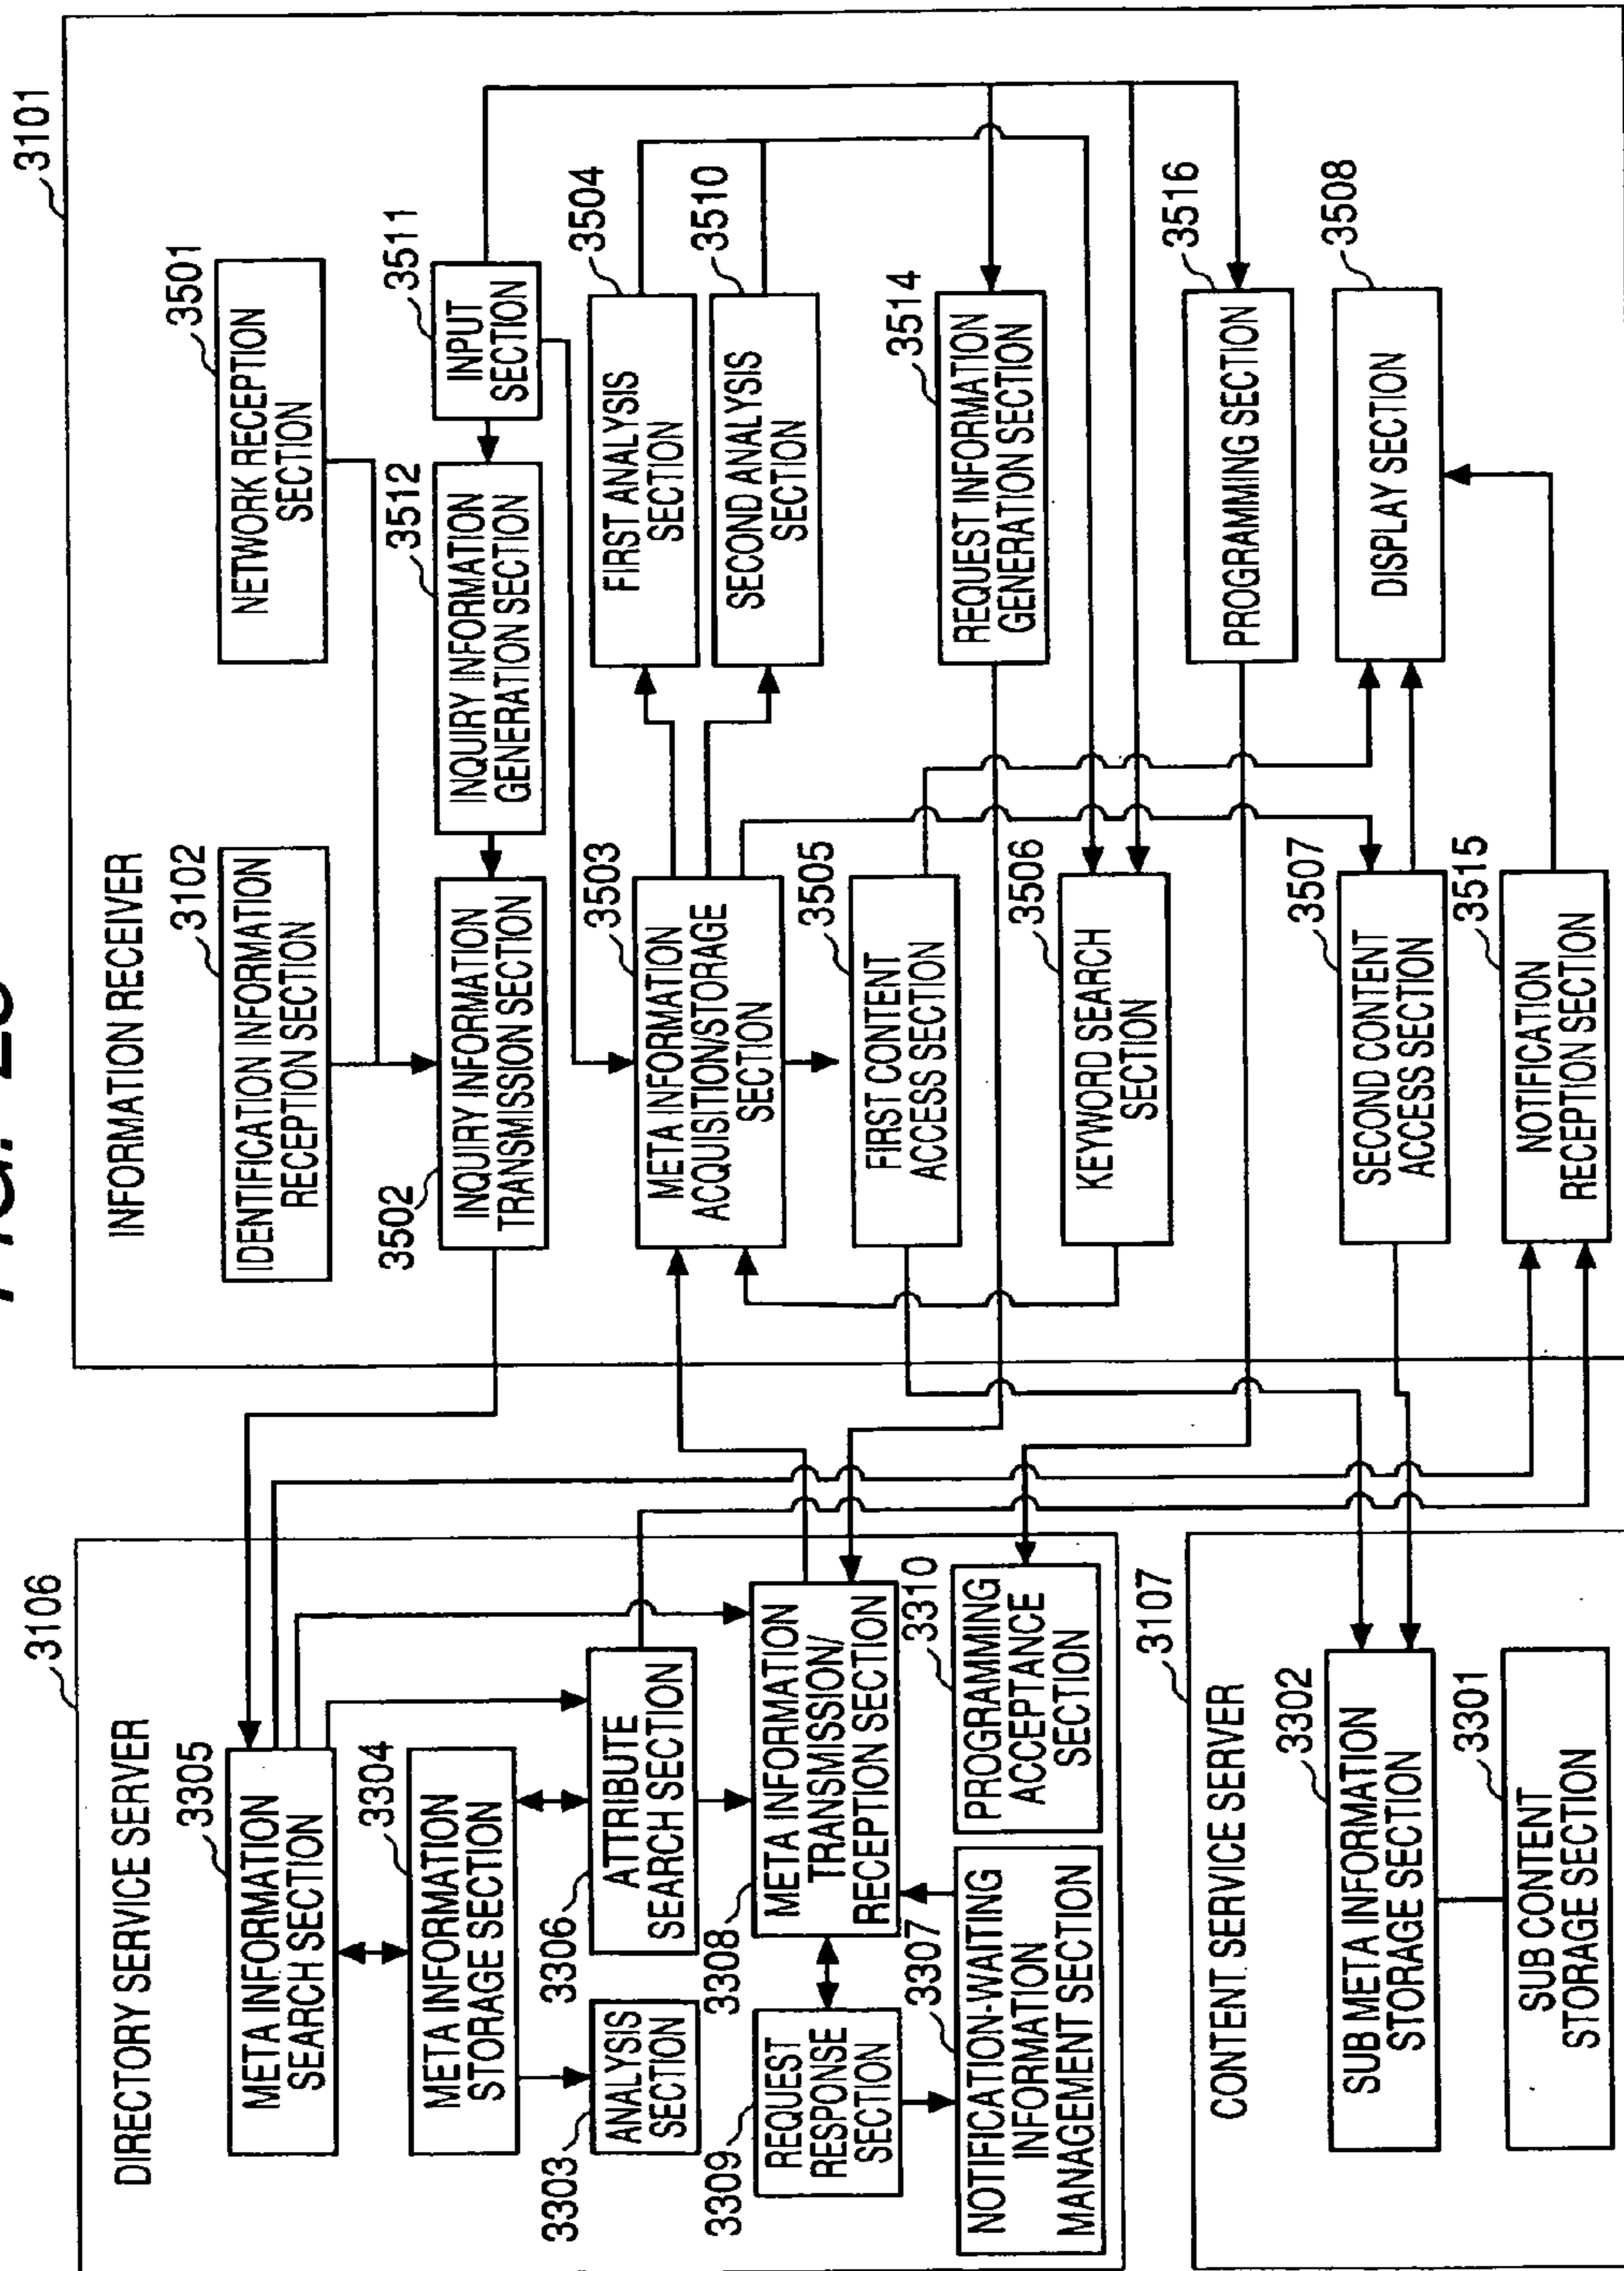 3106
DIRECTORY SERVICE SERVER
3305
META INFORMATION
SEARCH SECTION
3304
META INFORMATION
STORAGE SECTION
3303
ANALYSIS
SECTION
3306
ATTRIBUTE
SEARCH SECTION
3309
REQUEST
RESPONSE
SECTION
3308
META INFORMATION
TRANSMISSION/
RECEPTION SECTION
3307
NOTIFICATION-WAITING
INFORMATION
MANAGEMENT SECTION
3310
PROGRAMMING
ACCEPTANCE
SECTION
3107
CONTENT SERVICE SERVER
3302
SUB META INFORMATION
STORAGE SECTION
3301
SUB CONTENT
STORAGE SECTION
3101
INFORMATION RECEIVER
3102
IDENTIFICATION INFORMATION
RECEPTION SECTION
3501
NETWORK RECEPTION
SECTION
3502
INQUIRY INFORMATION
TRANSMISSION SECTION
3512
INQUIRY INFORMATION
GENERATION SECTION
3511
INPUT
SECTION
3503
META INFORMATION
ACQUISITION/STORAGE
SECTION
3504
FIRST ANALYSIS
SECTION
3510
SECOND ANALYSIS
SECTION
3505
FIRST CONTENT
ACCESS SECTION
3514
REQUEST INFORMATION
GENERATION SECTION
3506
KEYWORD SEARCH
SECTION
3516
PROGRAMMING SECTION
3507
SECOND CONTENT
ACCESS SECTION
3508
DISPLAY SECTION
3515
NOTIFICATION
RECEPTION SECTION